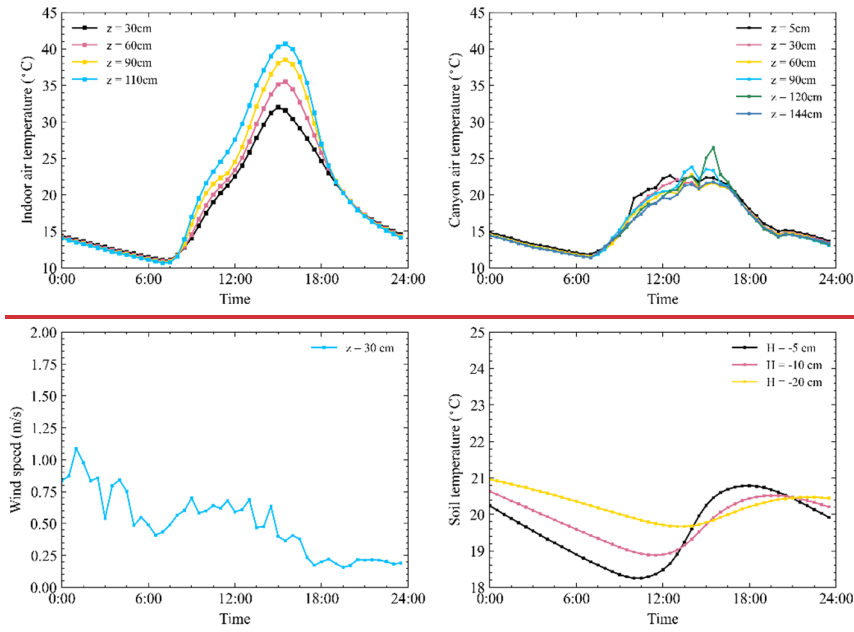 45
40
35
30
25
20
15
10
Indoor air temperature (°C)
z = 30cm
z = 60cm
z = 90cm
z = 110cm
0:00 6:00 12:00 18:00 24:00
Time
45
40
35
30
25
20
15
10
Canyon air temperature (°C)
z = 5cm
z = 30cm
z = 60cm
z = 90cm
z = 120cm
z = 144cm
0:00 6:00 12:00 18:00 24:00
Time
2.00
1.75
1.50
1.25
1.00
0.75
0.50
0.25
0.00
Wind speed (m/s)
z = 30 cm
0:00 6:00 12:00 18:00 24:00
Time
25
24
23
22
21
20
19
18
Soil temperature (°C)
H = -5 cm
H = -10 cm
H = -20 cm
0:00 6:00 12:00 18:00 24:00
Time